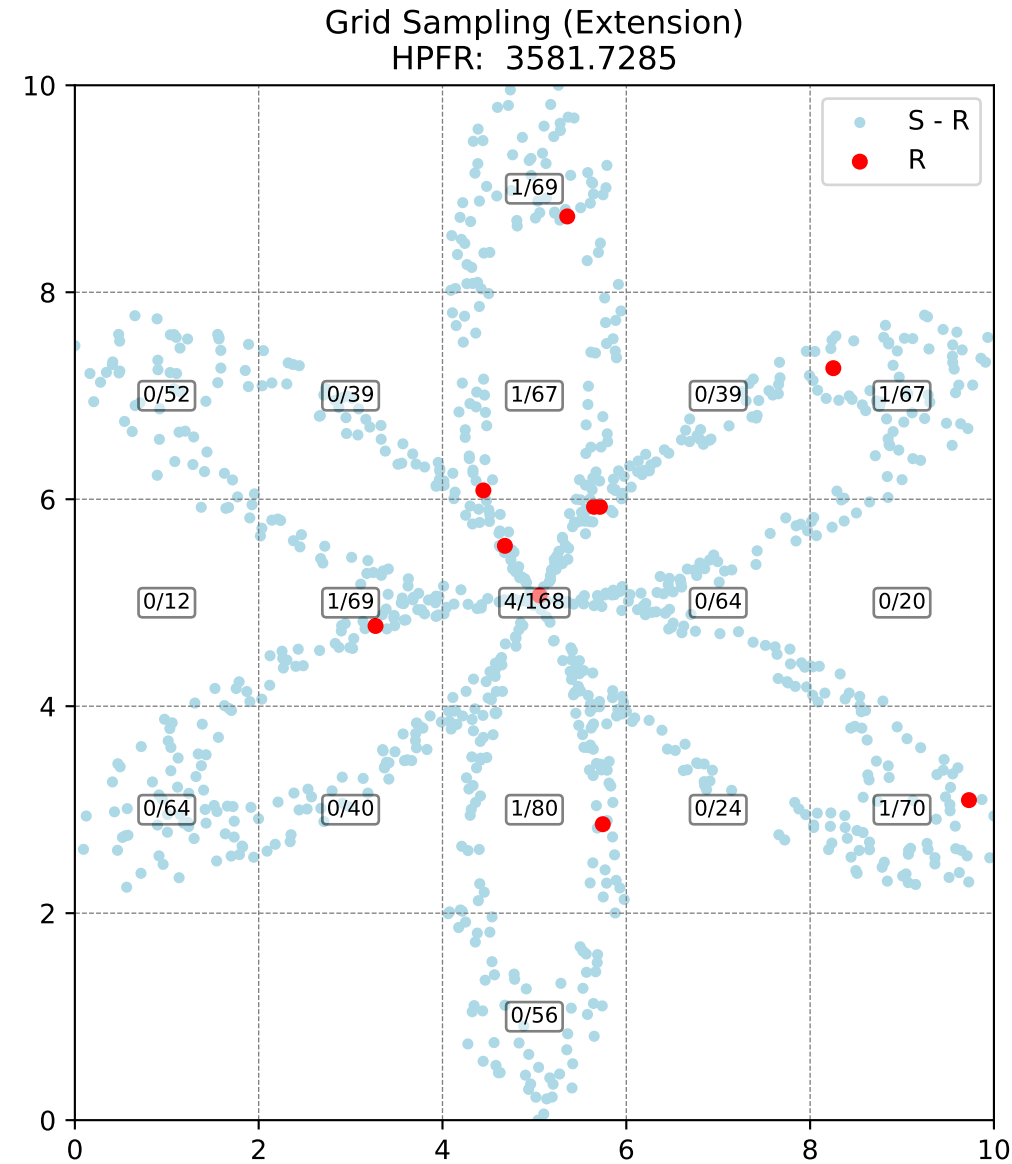 Grid Sampling (Extension)
HPFR:  3581.7285
10
S - R
R
1/69
8
0/52 0/39 1/67 0/39 1/67
6
0/12 1/69 4/168 0/64 0/20
4
0/64 0/40 1/80 0/24 1/70
2
0/56
0
0 2 4 6 8 10